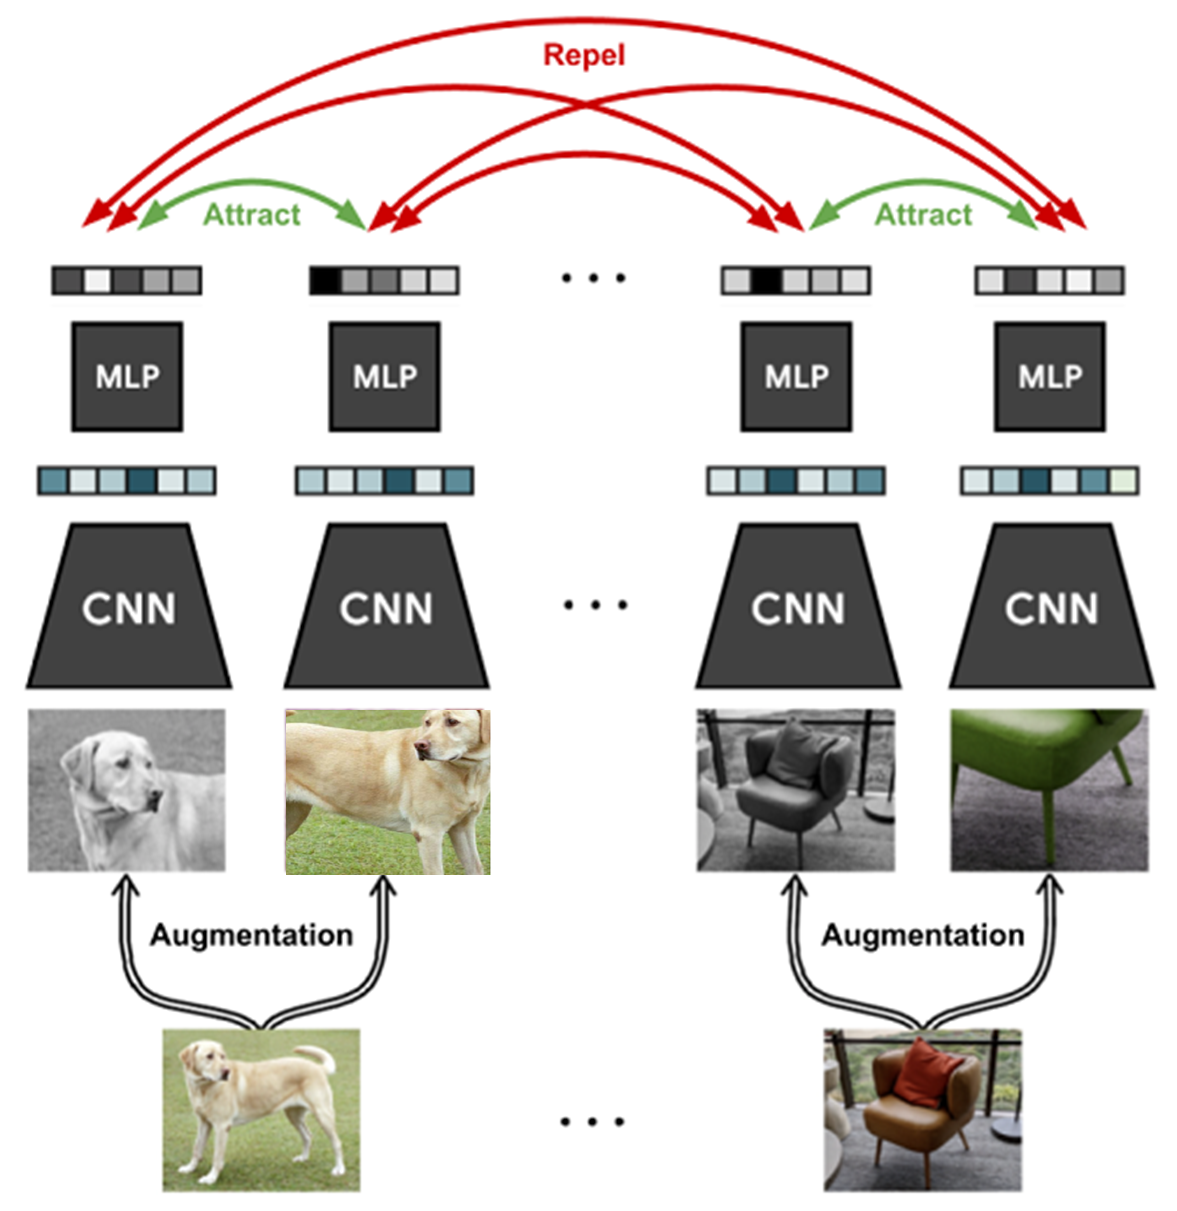 Repel
Attract
Attract
. . .
MLP
MLP
MLP
MLP
CNN
CNN
. . .
CNN
CNN
Augmentation
Augmentation
. . .